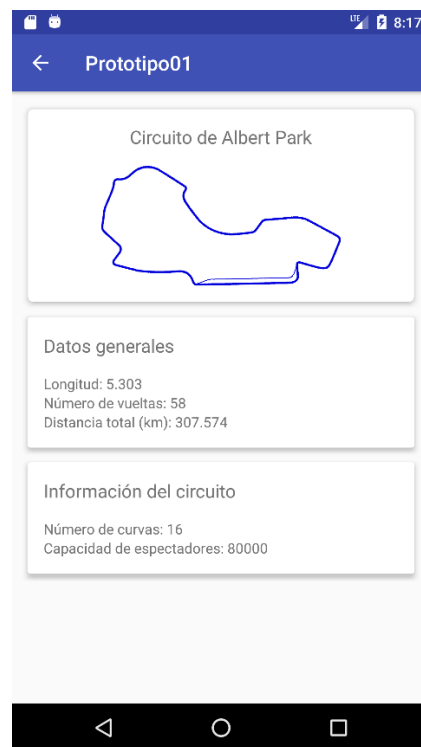 LTE 8:17
Prototipo01
Circuito de Albert Park
Datos generales
Longitud: 5.303
Número de vueltas: 58
Distancia total (km): 307.574
Información del circuito
Número de curvas: 16
Capacidad de espectadores: 80000